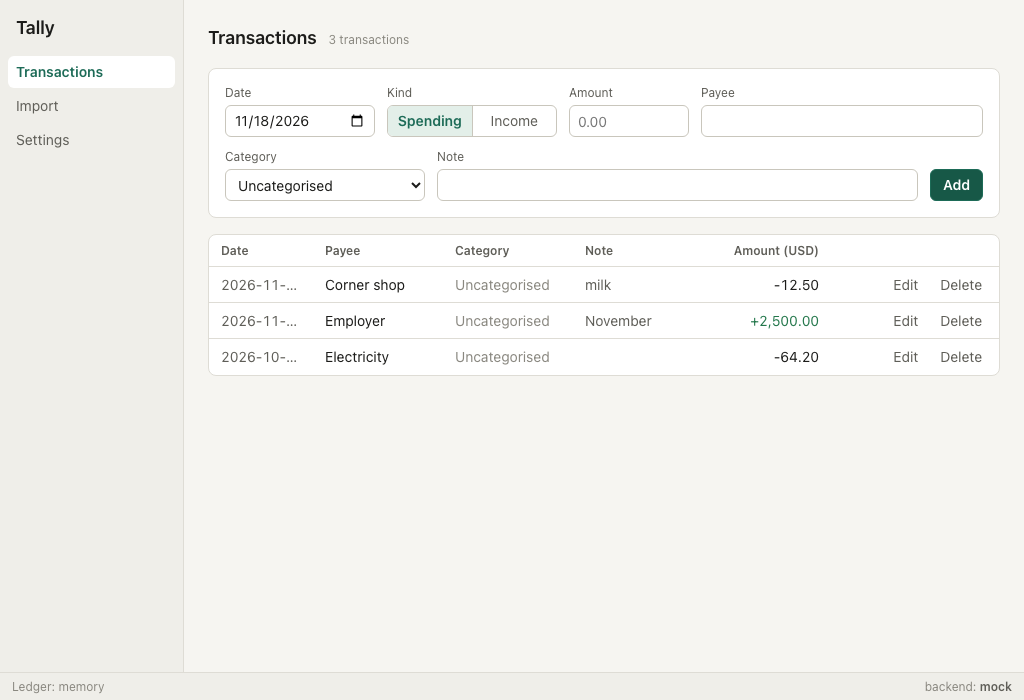 Tally
Transactions
Import
Settings
Transactions 3 transactions
Date Kind Amount Payee
11/18/2026 Spending Income 0.00
Category Note
Uncategorised Add
Date Payee Category Note Amount (USD)
2026-11-... Corner shop Uncategorised milk -12.50 Edit Delete
2026-11-... Employer Uncategorised November +2,500.00 Edit Delete
2026-10-... Electricity Uncategorised -64.20 Edit Delete
Ledger: memory backend: mock